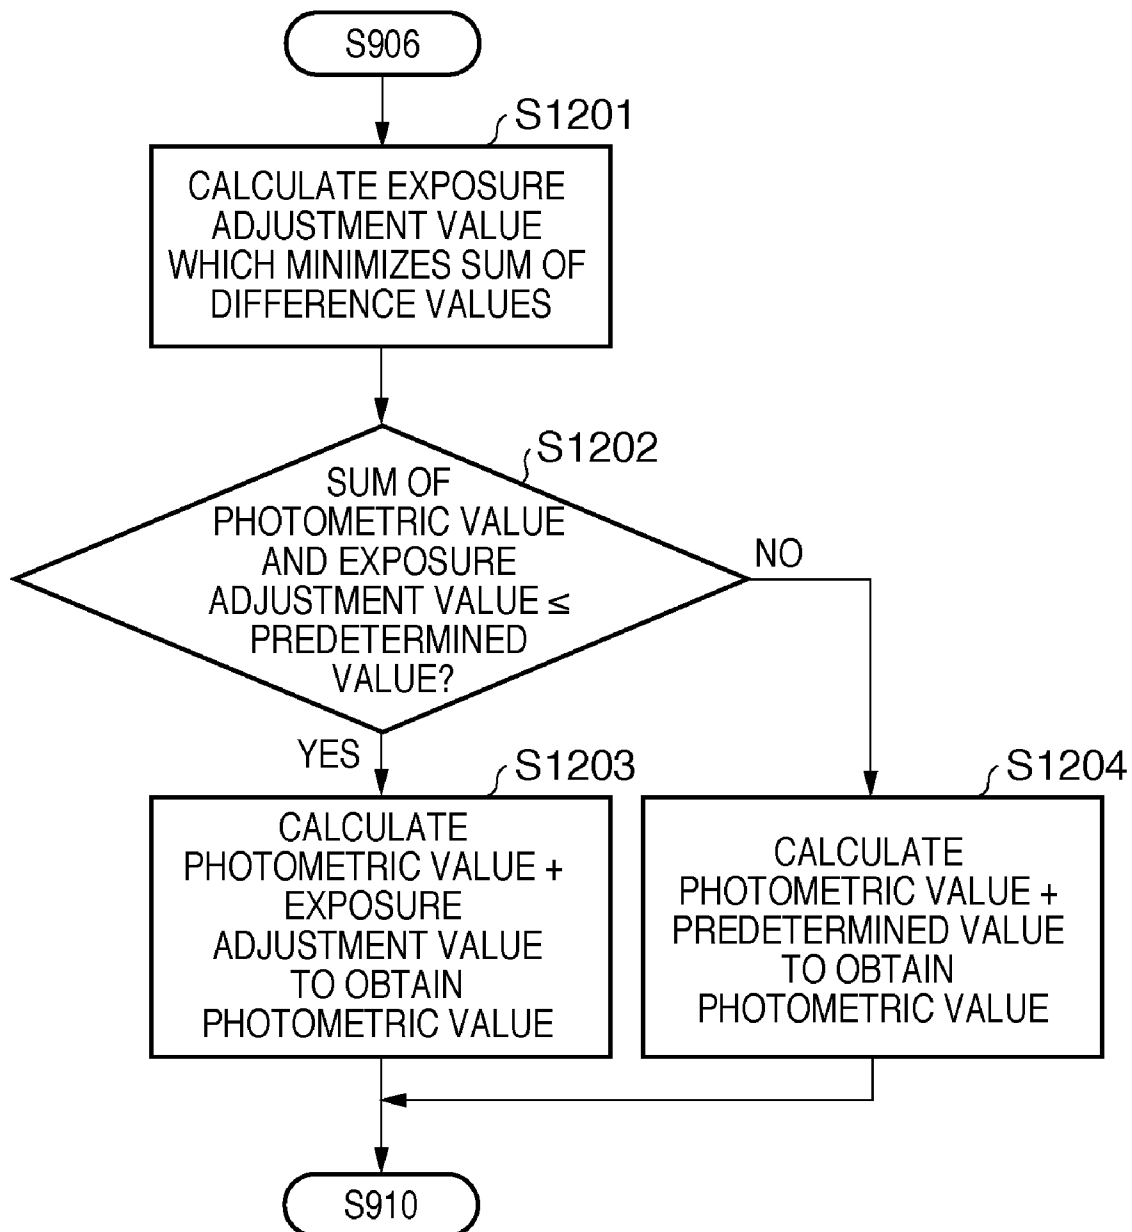 S906
S1201
CALCULATE EXPOSURE
ADJUSTMENT VALUE
WHICH MINIMIZES SUM OF
DIFFERENCE VALUES
S1202
SUM OF
PHOTOMETRIC VALUE
AND EXPOSURE
ADJUSTMENT VALUE ≤
PREDETERMINED
VALUE?
NO
YES
S1203
CALCULATE
PHOTOMETRIC VALUE +
EXPOSURE
ADJUSTMENT VALUE
TO OBTAIN
PHOTOMETRIC VALUE
S1204
CALCULATE
PHOTOMETRIC VALUE +
PREDETERMINED VALUE
TO OBTAIN
PHOTOMETRIC VALUE
S910